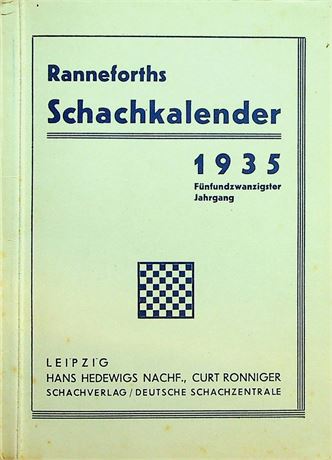 Ranneforths
Schachkalender
1935
Fünfundzwanzigster
Jahrgang
LEIPZIG
HANS HEDEWIGS NACHF., CURT RONNIGER
SCHACHVERLAG / DEUTSCHE SCHACHZENTRALE